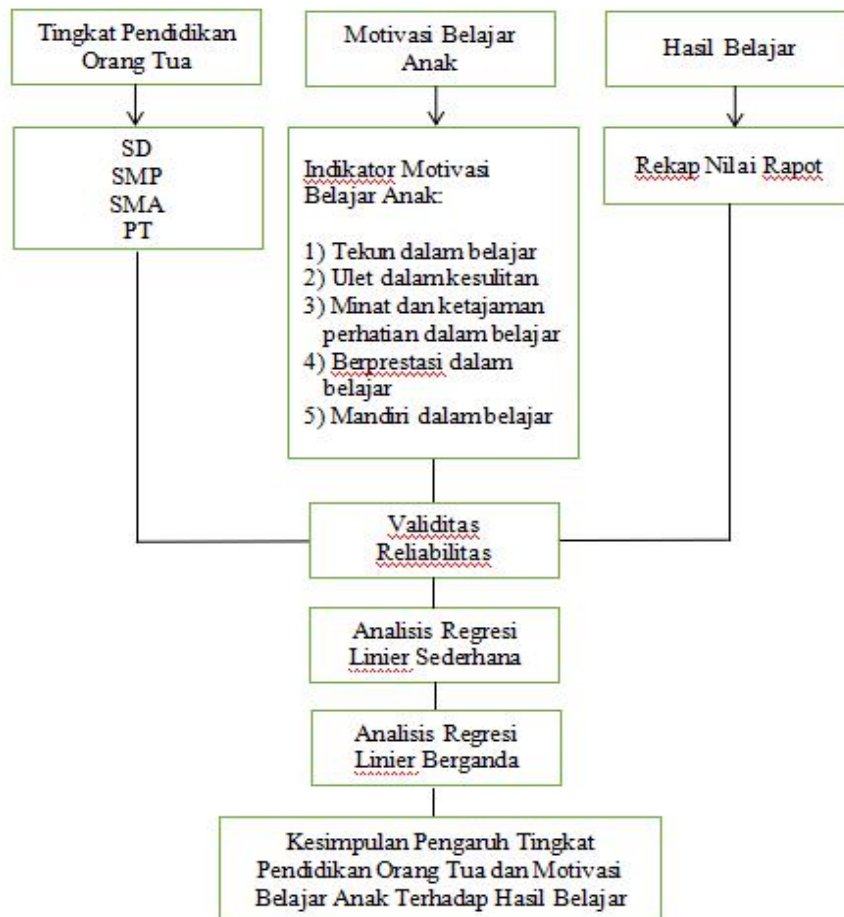 Tingkat Pendidikan
Orang Tua
Motivasi Belajar
Anak
Hasil Belajar
SD
SMP
SMA
PT
Indikator Motivasi
Belajar Anak:
1) Tekun dalam belajar
2) Ulet dalam kesulitan
3) Minat dan ketajaman
perhatian dalam belajar
4) Berprestasi dalam
belajar
5) Mandiri dalam belajar
Rekap Nilai Rapot
Validitas
Reliabilitas
Analisis Regresi
Linier Sederhana
Analisis Regresi
Linier Berganda
Kesimpulan Pengaruh Tingkat
Pendidikan Orang Tua dan Motivasi
Belajar Anak Terhadap Hasil Belajar